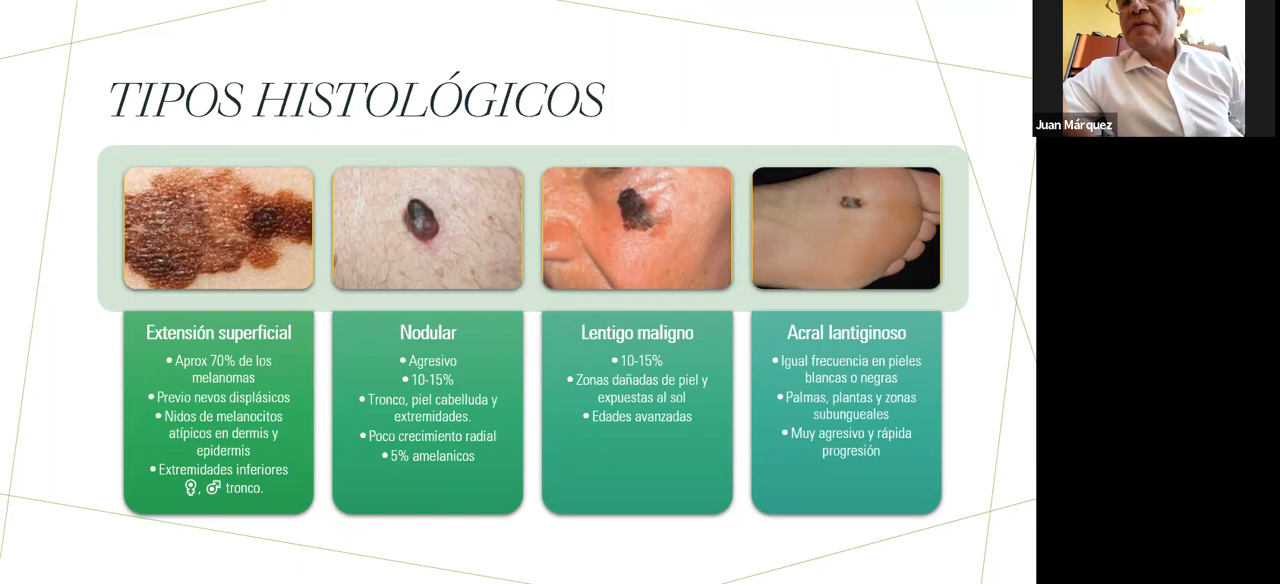 TIPOS HISTOLÓGICOS
Juan Márquez
Extensión superficial
• Aprox 70% de los
melanomas
• Previo nevos displásicos
• Nidos de melanocitos
atípicos en dermis y
epidermis
• Extremidades inferiores
♀, ♂ tronco.
Nodular
• Agresivo
• 10-15%
• Tronco, piel cabelluda y
extremidades.
• Poco crecimiento radial
• 5% amelanicos
Lentigo maligno
• 10-15%
• Zonas dañadas de piel y
expuestas al sol
• Edades avanzadas
Acral lantiginoso
• Igual frecuencia en pieles
blancas o negras
• Palmas, plantas y zonas
subungueales
• Muy agresivo y rápida
progresión